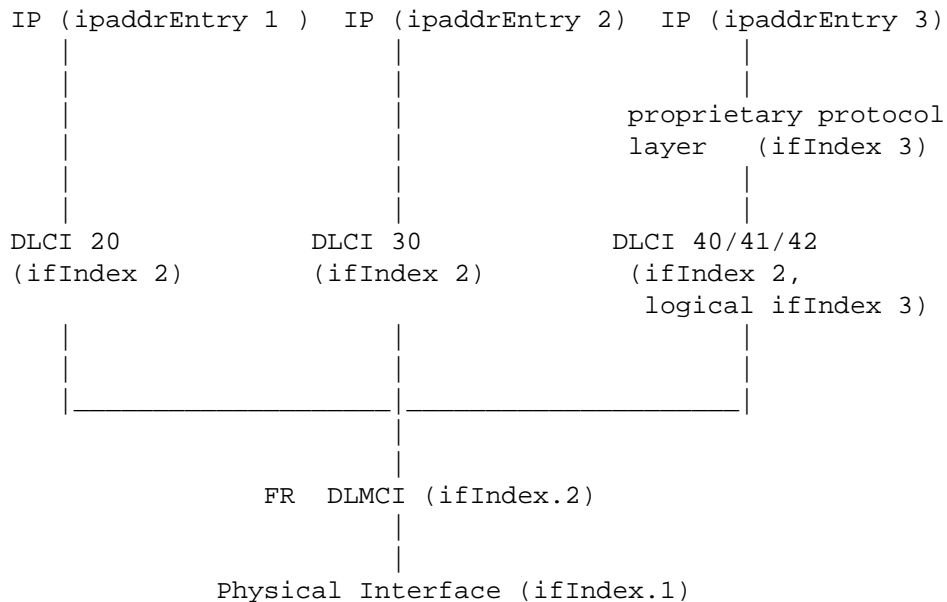 IP (ipaddrEntry 1 ) IP (ipaddrEntry 2) IP (ipaddrEntry 3)
proprietary protocol
layer (ifIndex 3)
DLCI 20 DLCI 30 DLCI 40/41/42
(ifIndex 2) (ifIndex 2) (ifIndex 2,
logical ifIndex 3)
FR DLMCI (ifIndex.2)
Physical Interface (ifIndex.1)